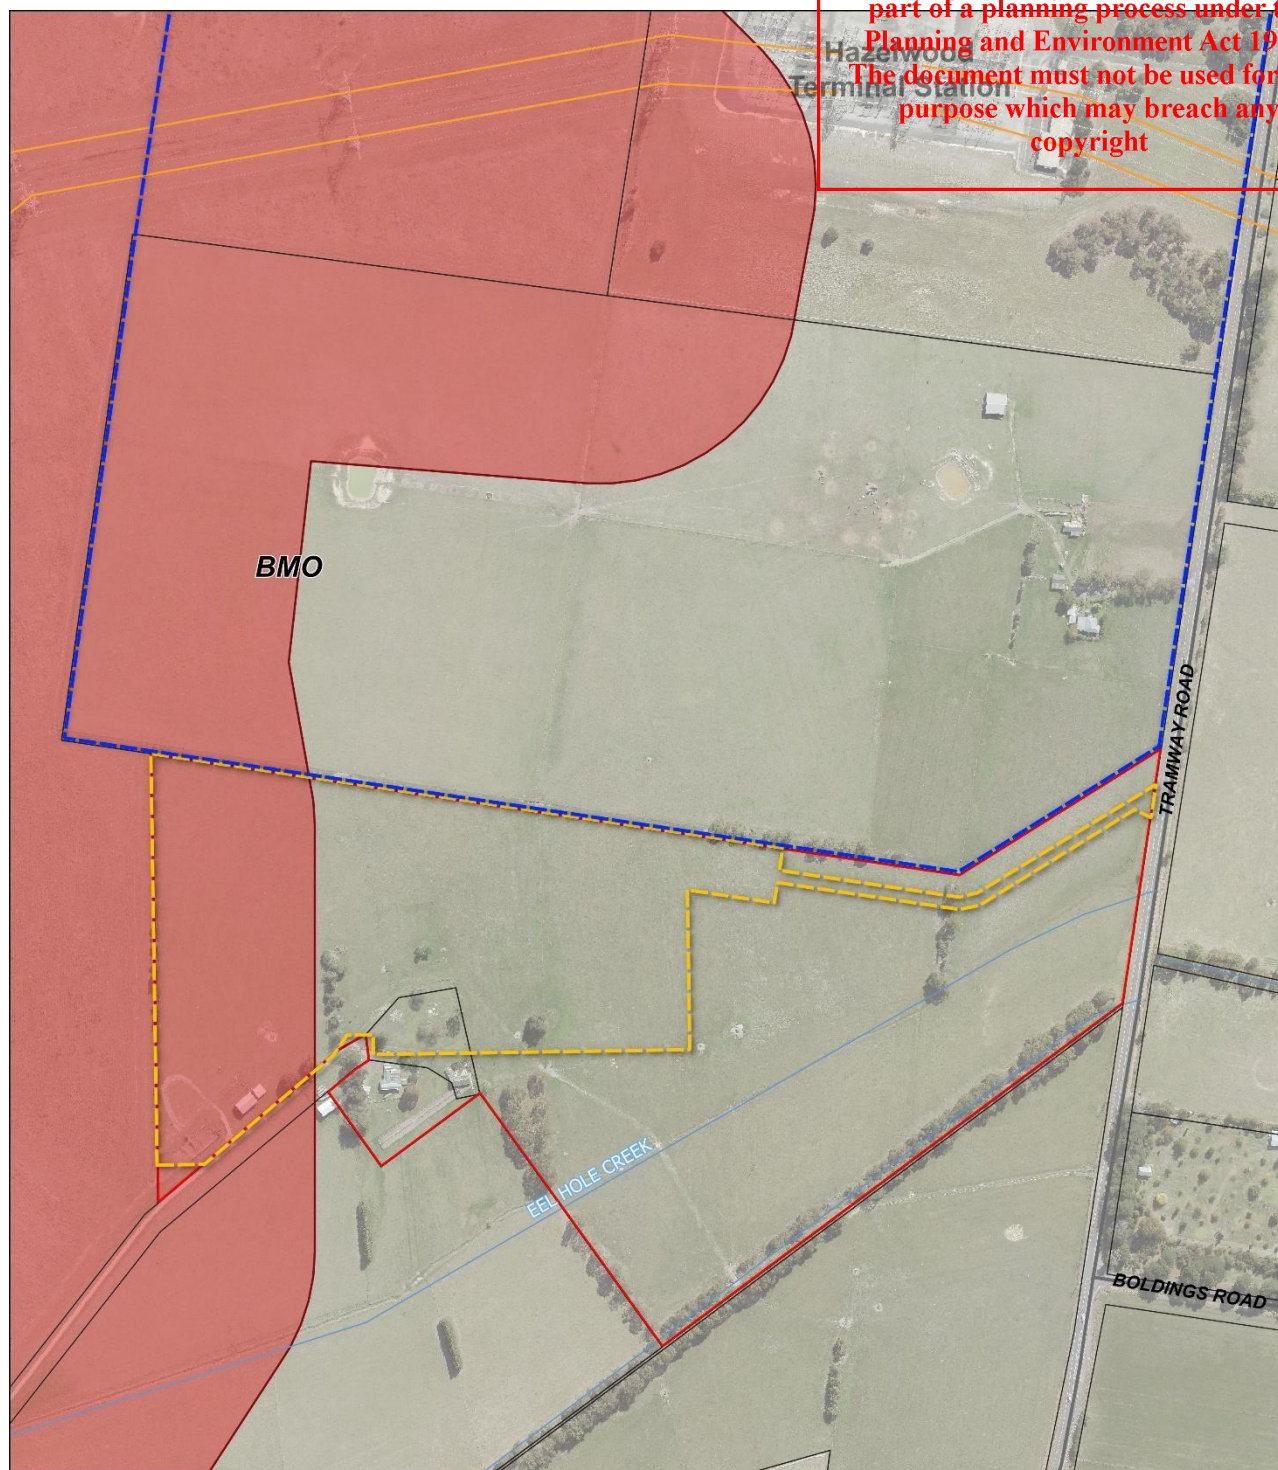 part of a planning process under t
Planning and Environment Act 19
The document must not be used for
purpose which may breach any
copyright
Hazelwood
Terminal Station
BMO
TRAMWAY ROAD
EEL HOLE CREEK
BOLDINGS ROAD